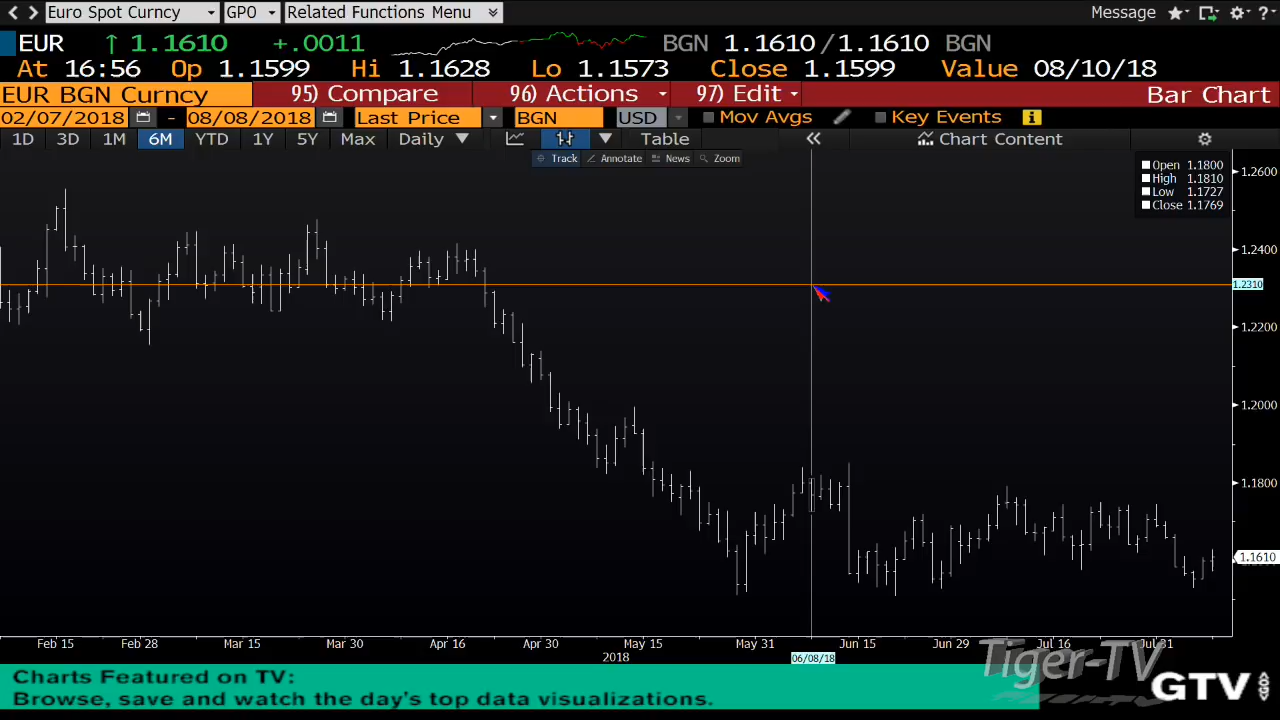 Euro Spot Curncy GPO Related Functions Menu Message ?
EUR ↑ 1.1610 +.0011 BGN 1.1610/1.1610 BGN
At 16:56 Op 1.1599 Hi 1.1628 Lo 1.1573 Close 1.1599 Value 08/10/18
EUR BGN Curncy 95) Compare 96) Actions 97) Edit Bar Chart
02/07/2018 - 08/08/2018 Last Price BGN USD Mov Avgs Key Events i
1D 3D 1M 6M YTD 1Y 5Y Max Daily Table Chart Content
Track Annotate News Zoom
Open 1.1800
High 1.1810
Low 1.1727
Close 1.1769
1.2600
1.2400
1.2310
1.2200
1.2000
1.1800
1.1610
Feb 15 Feb 28 Mar 15 Mar 30 Apr 16 Apr 30 May 15 May 31 Jun 15 Jun 29 Jul 16 Jul 31
2018 06/08/18
Tiger-TV
Charts Featured on TV:
Browse, save and watch the day's top data visualizations.
GTV